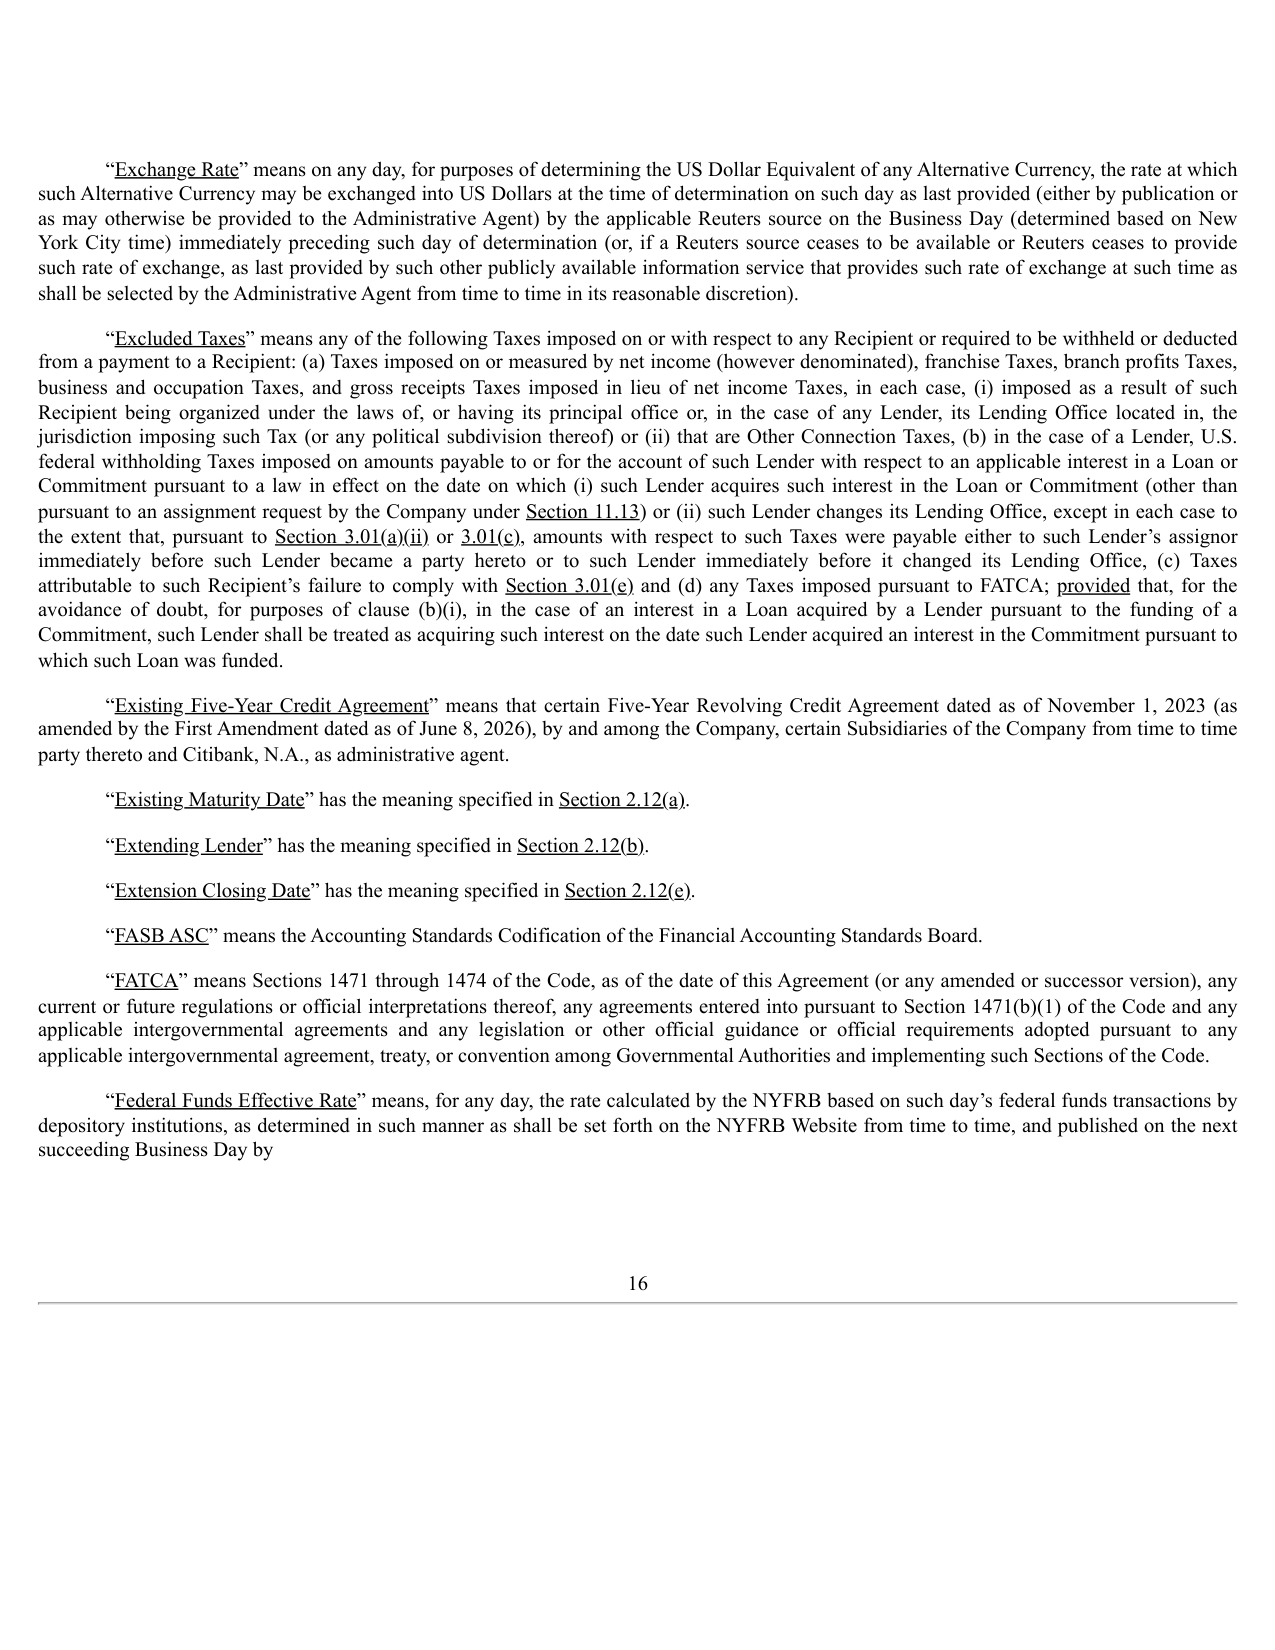 “Exchange Rate” means on any day, for purposes of determining the US Dollar Equivalent of any Alternative Currency, the rate at which
such Alternative Currency may be exchanged into US Dollars at the time of determination on such day as last provided (either by publication or
as may otherwise be provided to the Administrative Agent) by the applicable Reuters source on the Business Day (determined based on New
York City time) immediately preceding such day of determination (or, if a Reuters source ceases to be available or Reuters ceases to provide
such rate of exchange, as last provided by such other publicly available information service that provides such rate of exchange at such time as
shall be selected by the Administrative Agent from time to time in its reasonable discretion).
“Excluded Taxes” means any of the following Taxes imposed on or with respect to any Recipient or required to be withheld or deducted
from a payment to a Recipient: (a) Taxes imposed on or measured by net income (however denominated), franchise Taxes, branch profits Taxes,
business and occupation Taxes, and gross receipts Taxes imposed in lieu of net income Taxes, in each case, (i) imposed as a result of such
Recipient being organized under the laws of, or having its principal office or, in the case of any Lender, its Lending Office located in, the
jurisdiction imposing such Tax (or any political subdivision thereof) or (ii) that are Other Connection Taxes, (b) in the case of a Lender, U.S.
federal withholding Taxes imposed on amounts payable to or for the account of such Lender with respect to an applicable interest in a Loan or
Commitment pursuant to a law in effect on the date on which (i) such Lender acquires such interest in the Loan or Commitment (other than
pursuant to an assignment request by the Company under Section 11.13) or (ii) such Lender changes its Lending Office, except in each case to
the extent that, pursuant to Section 3.01(a)(ii) or 3.01(c), amounts with respect to such Taxes were payable either to such Lender’s assignor
immediately before such Lender became a party hereto or to such Lender immediately before it changed its Lending Office, (c) Taxes
attributable to such Recipient’s failure to comply with Section 3.01(e) and (d) any Taxes imposed pursuant to FATCA; provided that, for the
avoidance of doubt, for purposes of clause (b)(i), in the case of an interest in a Loan acquired by a Lender pursuant to the funding of a
Commitment, such Lender shall be treated as acquiring such interest on the date such Lender acquired an interest in the Commitment pursuant to
which such Loan was funded.
“Existing Five-Year Credit Agreement” means that certain Five-Year Revolving Credit Agreement dated as of November 1, 2023 (as
amended by the First Amendment dated as of June 8, 2026), by and among the Company, certain Subsidiaries of the Company from time to time
party thereto and Citibank, N.A., as administrative agent.
“Existing Maturity Date” has the meaning specified in Section 2.12(a).
“Extending Lender” has the meaning specified in Section 2.12(b).
“Extension Closing Date” has the meaning specified in Section 2.12(e).
“FASB ASC” means the Accounting Standards Codification of the Financial Accounting Standards Board.
“FATCA” means Sections 1471 through 1474 of the Code, as of the date of this Agreement (or any amended or successor version), any
current or future regulations or official interpretations thereof, any agreements entered into pursuant to Section 1471(b)(1) of the Code and any
applicable intergovernmental agreements and any legislation or other official guidance or official requirements adopted pursuant to any
applicable intergovernmental agreement, treaty, or convention among Governmental Authorities and implementing such Sections of the Code.
“Federal Funds Effective Rate” means, for any day, the rate calculated by the NYFRB based on such day’s federal funds transactions by
depository institutions, as determined in such manner as shall be set forth on the NYFRB Website from time to time, and published on the next
succeeding Business Day by
16